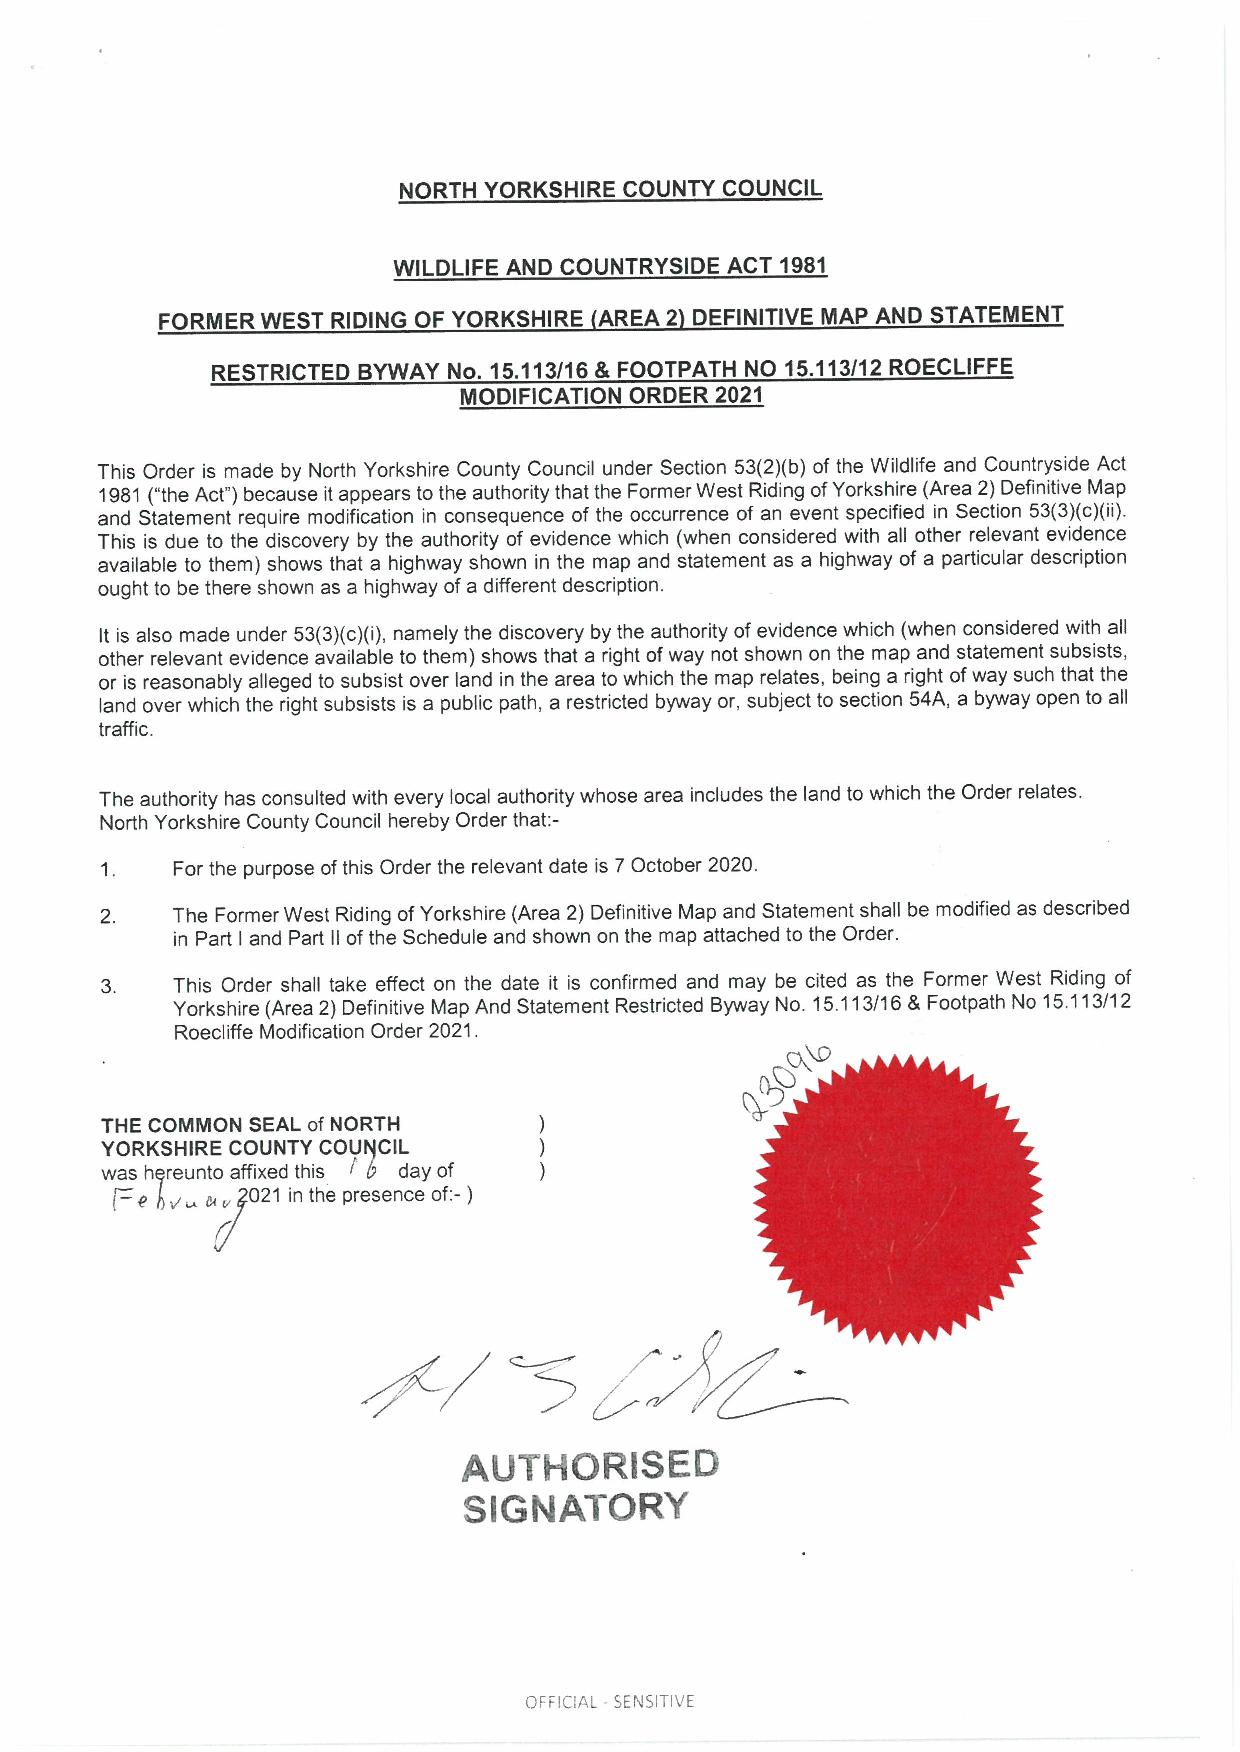 NORTH YORKSHIRE COUNTY COUNCIL
WILDLIFE AND COUNTRYSIDE ACT 1981
FORMER WEST RIDING OF YORKSHIRE (AREA 2) DEFINITIVE MAP AND STATEMENT
RESTRICTED BYWAY No. 15.113/16 & FOOTPATH NO 15.113/12 ROECLIFFE
MODIFICATION ORDER 2021
This Order is made by North Yorkshire County Council under Section 53(2)(b) of the Wildlife and Countryside Act
1981 (“the Act”) because it appears to the authority that the Former West Riding of Yorkshire (Area 2) Definitive Map
and Statement require modification in consequence of the occurrence of an event specified in Section 53(3)(c)(ii).
This is due to the discovery by the authority of evidence which (when considered with all other relevant evidence
available to them) shows that a highway shown in the map and statement as a highway of a particular description
ought to be there shown as a highway of a different description.
It is also made under 53(3)(c)(i), namely the discovery by the authority of evidence which (when considered with all
other relevant evidence available to them) shows that a right of way not shown on the map and statement subsists,
or is reasonably alleged to subsist over land in the area to which the map relates, being a right of way such that the
land over which the right subsists is a public path, a restricted byway or, subject to section 54A, a byway open to all
traffic.
The authority has consulted with every local authority whose area includes the land to which the Order relates.
North Yorkshire County Council hereby Order that:-
1. For the purpose of this Order the relevant date is 7 October 2020.
2. The Former West Riding of Yorkshire (Area 2) Definitive Map and Statement shall be modified as described
in Part I and Part II of the Schedule and shown on the map attached to the Order.
3. This Order shall take effect on the date it is confirmed and may be cited as the Former West Riding of
Yorkshire (Area 2) Definitive Map And Statement Restricted Byway No. 15.113/16 & Footpath No 15.113/12
Roecliffe Modification Order 2021.
23096
THE COMMON SEAL of NORTH )
YORKSHIRE COUNTY COUNCIL )
was hereunto affixed this 16 day of )
February 2021 in the presence of:- )
AUTHORISED
SIGNATORY
OFFICIAL - SENSITIVE